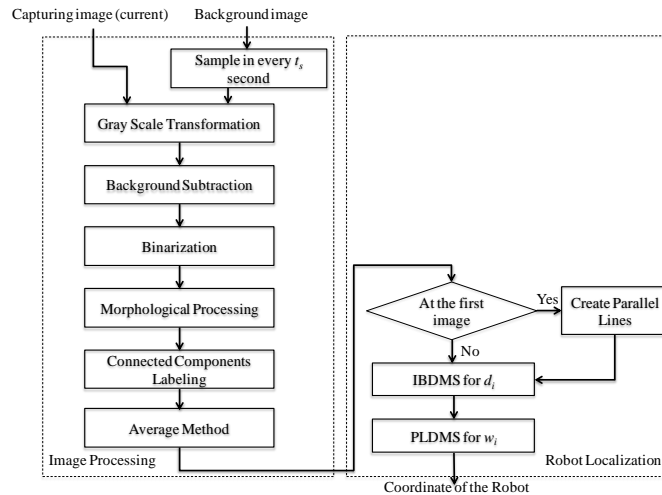 Capturing image (current)
Background image
Sample in every t_s
second
Gray Scale Transformation
Background Subtraction
Binarization
Morphological Processing
Connected Components
Labeling
Average Method
Image Processing
At the first
image
Yes
No
Create Parallel
Lines
IBDMS for d_i
PLDMS for w_i
Robot Localization
Coordinate of the Robot